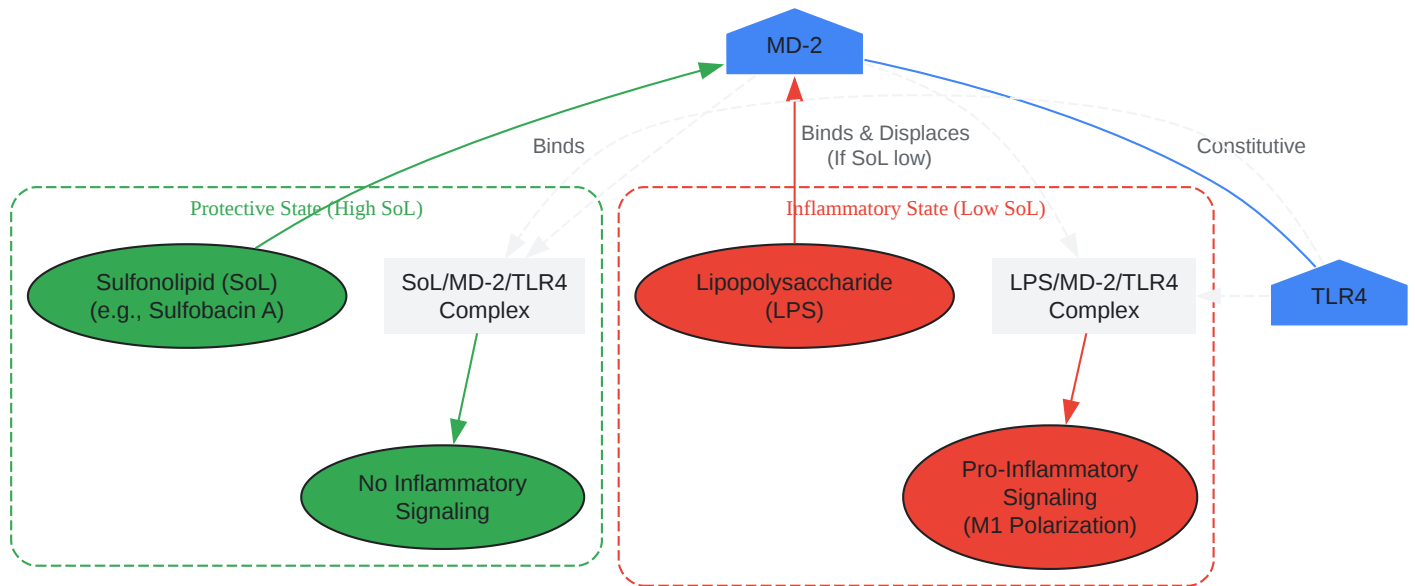 MD-2
Binds
Binds & Displaces
(If SoL low)
Constitutive
Protective State (High SoL)
Inflammatory State (Low SoL)
Sulfonolipid (SoL)
(e.g., Sulfobacin A)
SoL/MD-2/TLR4
Complex
Lipopolysaccharide
(LPS)
LPS/MD-2/TLR4
Complex
TLR4
No Inflammatory
Signaling
Pro-Inflammatory
Signaling
(M1 Polarization)